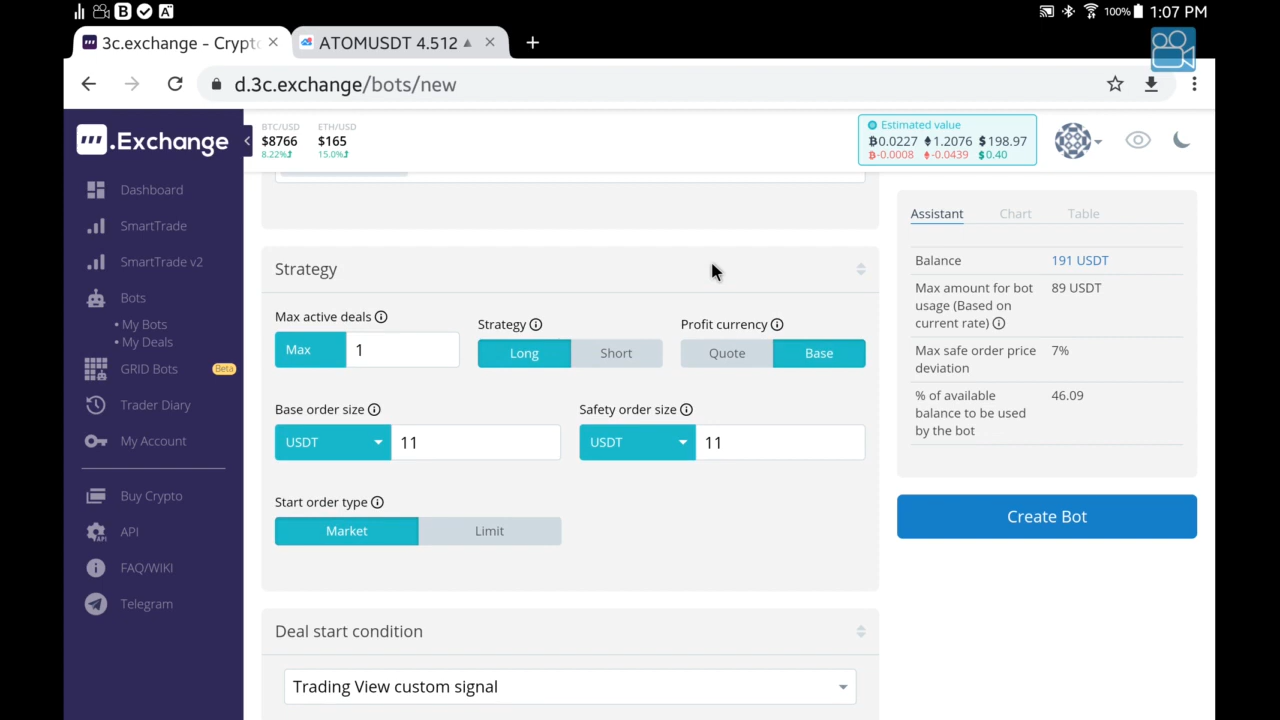 100% 1:07 PM
3c.exchange - Crypto
ATOMUSDT 4.512
d.3c.exchange/bots/new
.Exchange
BTC/USD
$8766
8.22%
ETH/USD
$165
15.0%
Estimated value
0.0227 1.2076 $198.97
-0.0008 -0.0439 $0.40
Dashboard
SmartTrade
SmartTrade v2
Bots
• My Bots
• My Deals
GRID Bots Beta
Trader Diary
My Account
Buy Crypto
API
FAQ/WIKI
Telegram
Strategy
Max active deals
Max 1
Strategy
Long Short
Profit currency
Quote Base
Base order size
USDT 11
Safety order size
USDT 11
Start order type
Market Limit
Deal start condition
Trading View custom signal
Assistant Chart Table
Balance 191 USDT
Max amount for bot
usage (Based on
current rate)
89 USDT
Max safe order price
deviation
7%
% of available
balance to be used
by the bot
46.09
Create Bot